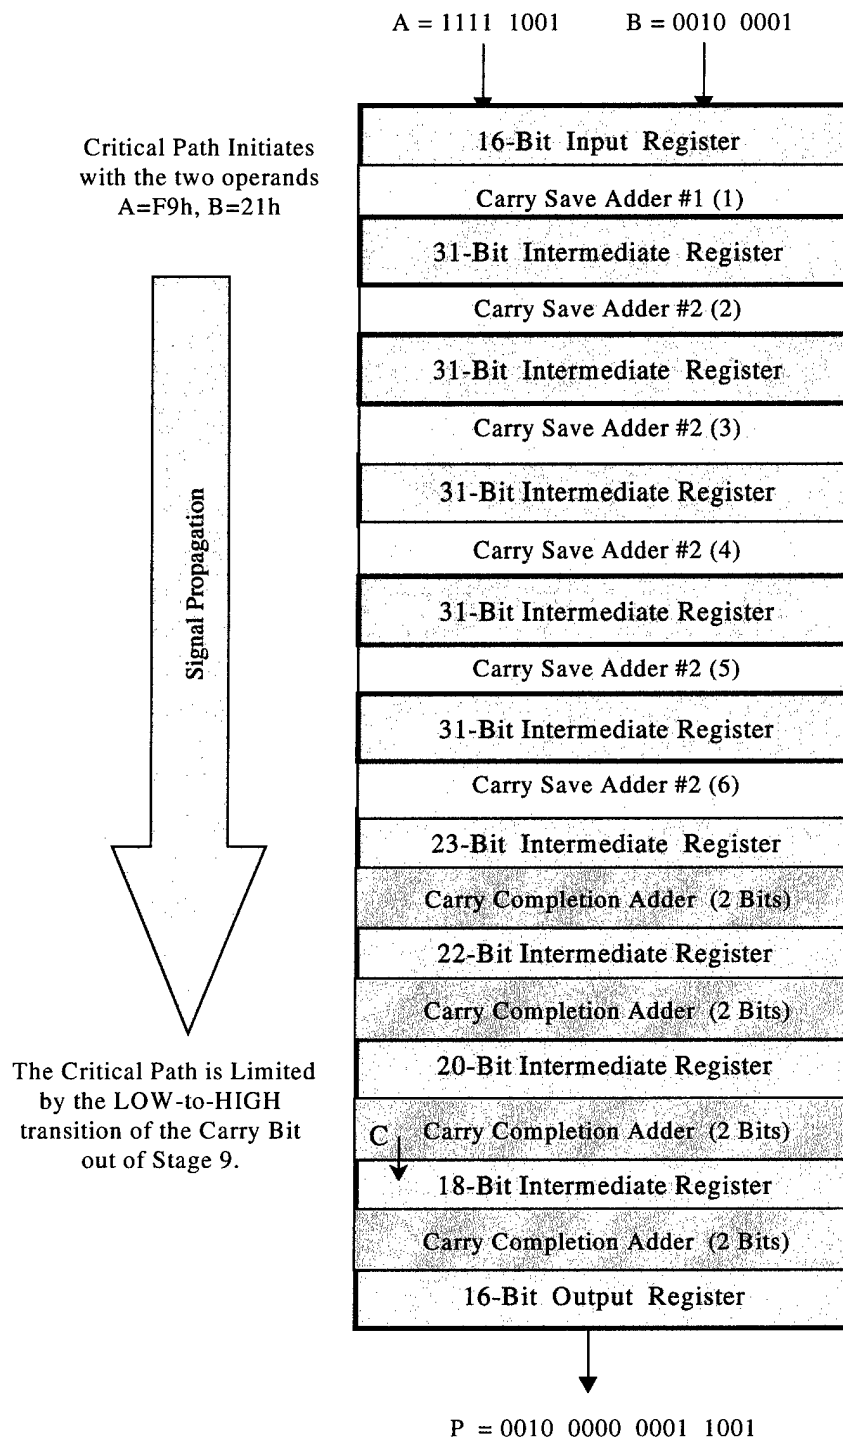 A = 1111 1001 B = 0010 0001
16-Bit Input Register
Critical Path Initiates
with the two operands
A=F9h, B=21h
Carry Save Adder #1 (1)
31-Bit Intermediate Register
Carry Save Adder #2 (2)
31-Bit Intermediate Register
Carry Save Adder #2 (3)
31-Bit Intermediate Register
Carry Save Adder #2 (4)
Signal Propagation
31-Bit Intermediate Register
Carry Save Adder #2 (5)
31-Bit Intermediate Register
Carry Save Adder #2 (6)
23-Bit Intermediate Register
Carry Completion Adder (2 Bits)
22-Bit Intermediate Register
Carry Completion Adder (2 Bits)
20-Bit Intermediate Register
The Critical Path is Limited
by the LOW-to-HIGH
transition of the Carry Bit
out of Stage 9.
C Carry Completion Adder (2 Bits)
18-Bit Intermediate Register
Carry Completion Adder (2 Bits)
16-Bit Output Register
P = 0010 0000 0001 1001